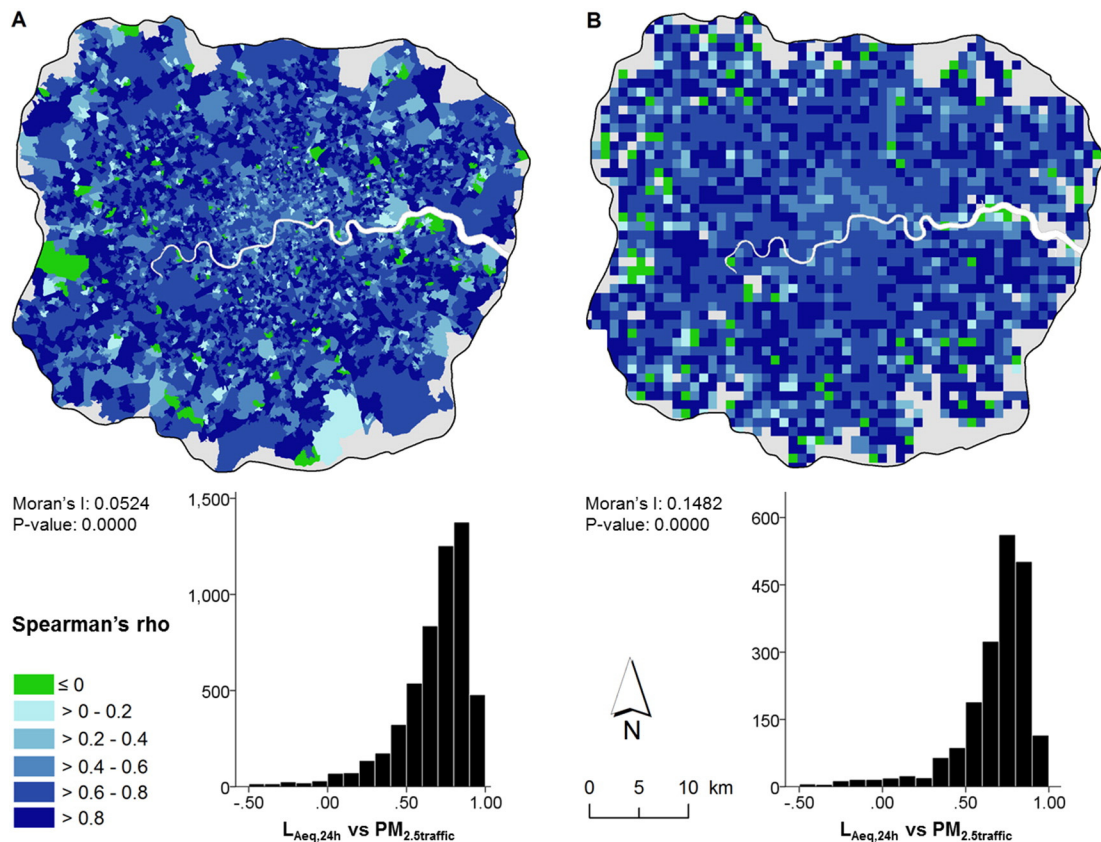 A
B
Moran's I: 0.0524
P-value: 0.0000
Spearman's rho
≤ 0
> 0 - 0.2
> 0.2 - 0.4
> 0.4 - 0.6
> 0.6 - 0.8
> 0.8
1,500
1,000
500
0
-.50 .00 .50 1.00
LAeq,24h vs PM2.5traffic
Moran's I: 0.1482
P-value: 0.0000
N
0 5 10 km
600
450
300
150
0
-.50 .00 .50 1.00
LAeq,24h vs PM2.5traffic